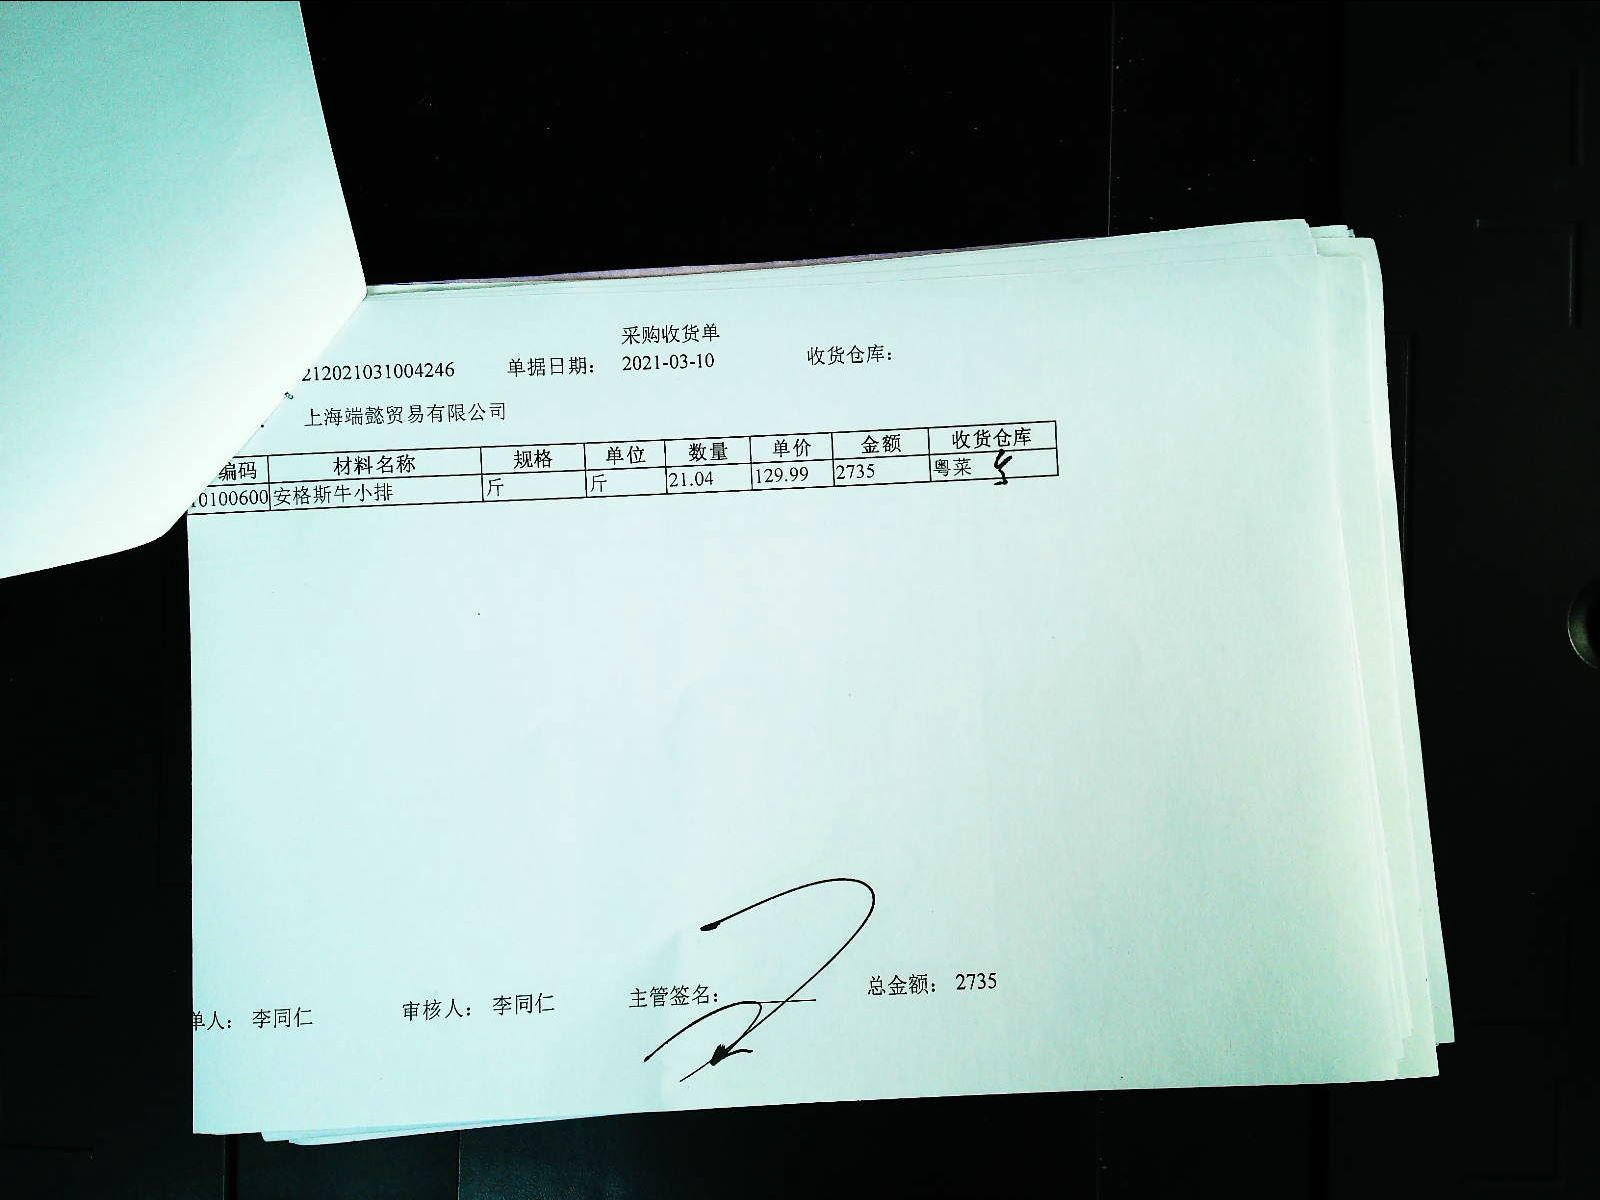 采购收货单
212021031004246 单据日期： 2021-03-10 收货仓库：
上海端懿贸易有限公司
编码 材料名称 规格 单位 数量 单价 金额 收货仓库
10100600 安格斯牛小排 斤 斤 21.04 129.99 2735 粤菜
单人： 李同仁 审核人： 李同仁 主管签名： 总金额： 2735